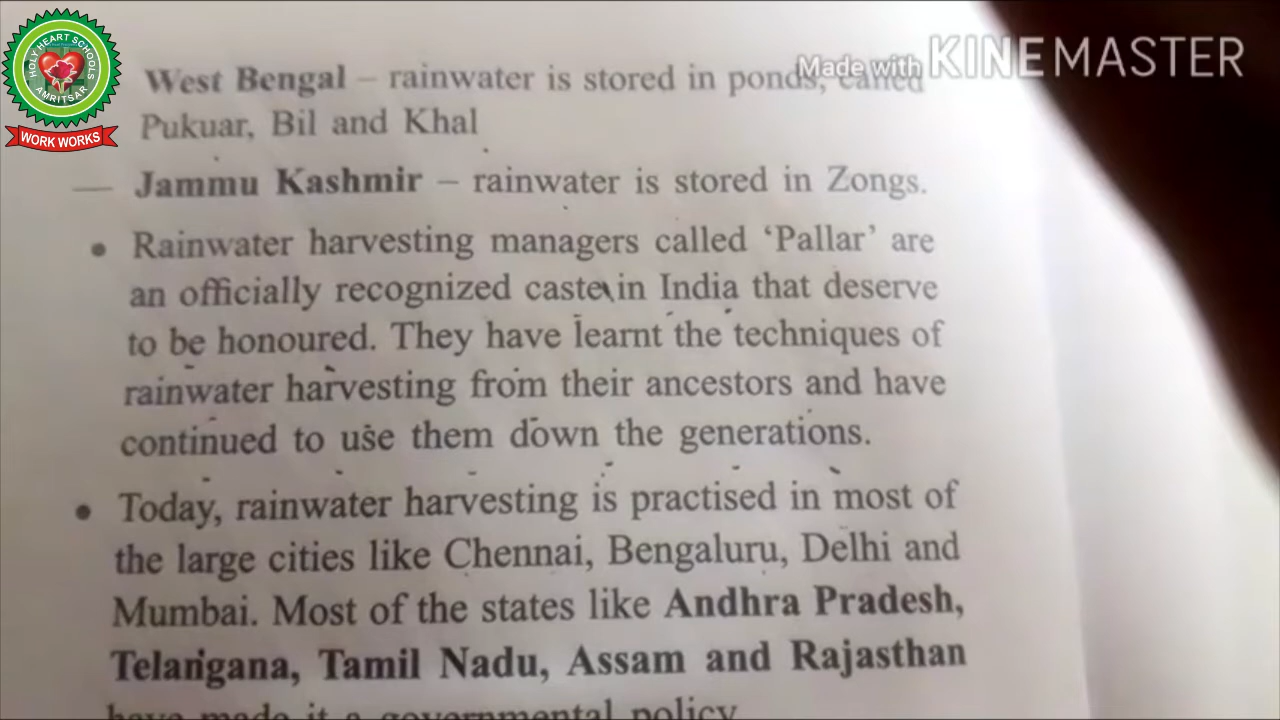 HOLY HEART SCHOOLS
AMRITSAR
WORK WORKS
Made with KINEMASTER
West Bengal – rainwater is stored in ponds, called
Pukuar, Bil and Khal
— Jammu Kashmir – rainwater is stored in Zongs.
• Rainwater harvesting managers called ‘Pallar’ are
an officially recognized caste in India that deserve
to be honoured. They have learnt the techniques of
rainwater harvesting from their ancestors and have
continued to use them down the generations.
• Today, rainwater harvesting is practised in most of
the large cities like Chennai, Bengaluru, Delhi and
Mumbai. Most of the states like Andhra Pradesh,
Telangana, Tamil Nadu, Assam and Rajasthan
have made it a governmental policy